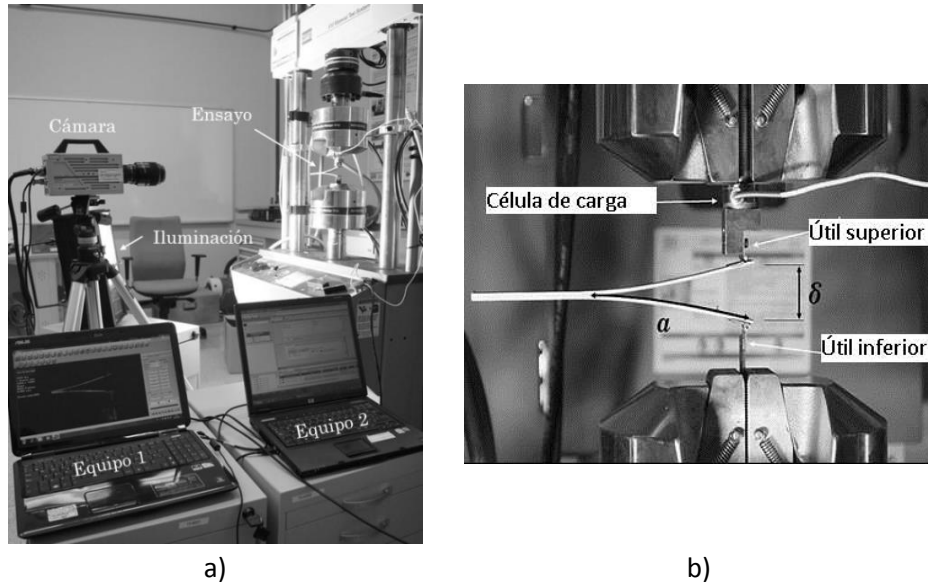 Cámara
Ensayo
Iluminación
Equipo 1
Equipo 2
Célula de carga
Útil superior
δ
a
Útil inferior
a)
b)